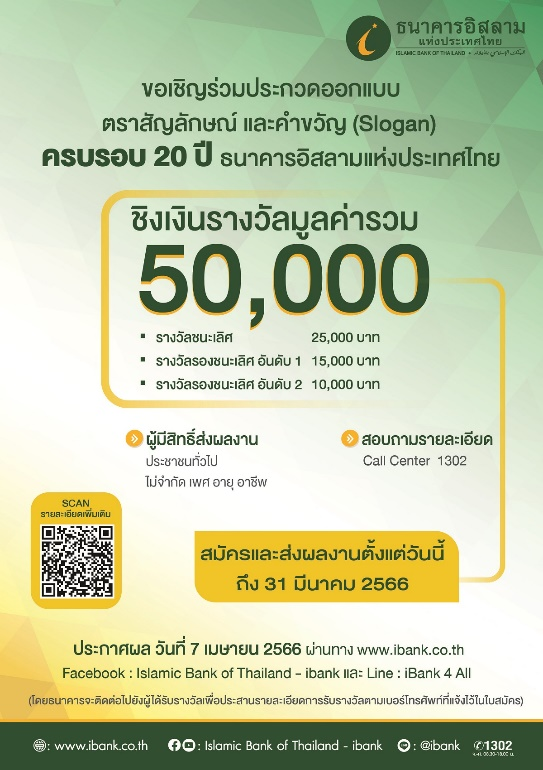 ธนาคารอิสลาม
แห่งประเทศไทย
ISLAMIC BANK OF THAILAND
ขอเชิญร่วมประกวดออกแบบ
ตราสัญลักษณ์ และคำขวัญ (Slogan)
ครบรอบ 20 ปี ธนาคารอิสลามแห่งประเทศไทย
ชิงเงินรางวัลมูลค่ารวม
50,000
▪ รางวัลชนะเลิศ 25,000 บาท
▪ รางวัลรองชนะเลิศ อันดับ 1 15,000 บาท
▪ รางวัลรองชนะเลิศ อันดับ 2 10,000 บาท
ผู้มีสิทธิ์ส่งผลงาน
ประชาชนทั่วไป
ไม่จำกัด เพศ อายุ อาชีพ
สอบถามรายละเอียด
Call Center 1302
SCAN
รายละเอียดเพิ่มเติม
สมัครและส่งผลงานตั้งแต่วันนี้
ถึง 31 มีนาคม 2566
ประกาศผล วันที่ 7 เมษายน 2566 ผ่านทาง www.ibank.co.th
Facebook : Islamic Bank of Thailand - ibank และ Line : iBank 4 All
(โดยธนาคารจะติดต่อไปยังผู้ได้รับรางวัลเพื่อประสานรายละเอียดการรับรางวัลตามเบอร์โทรศัพท์ที่แจ้งไว้ในใบสมัคร)
: www.ibank.co.th : Islamic Bank of Thailand - ibank : @ibank 1302